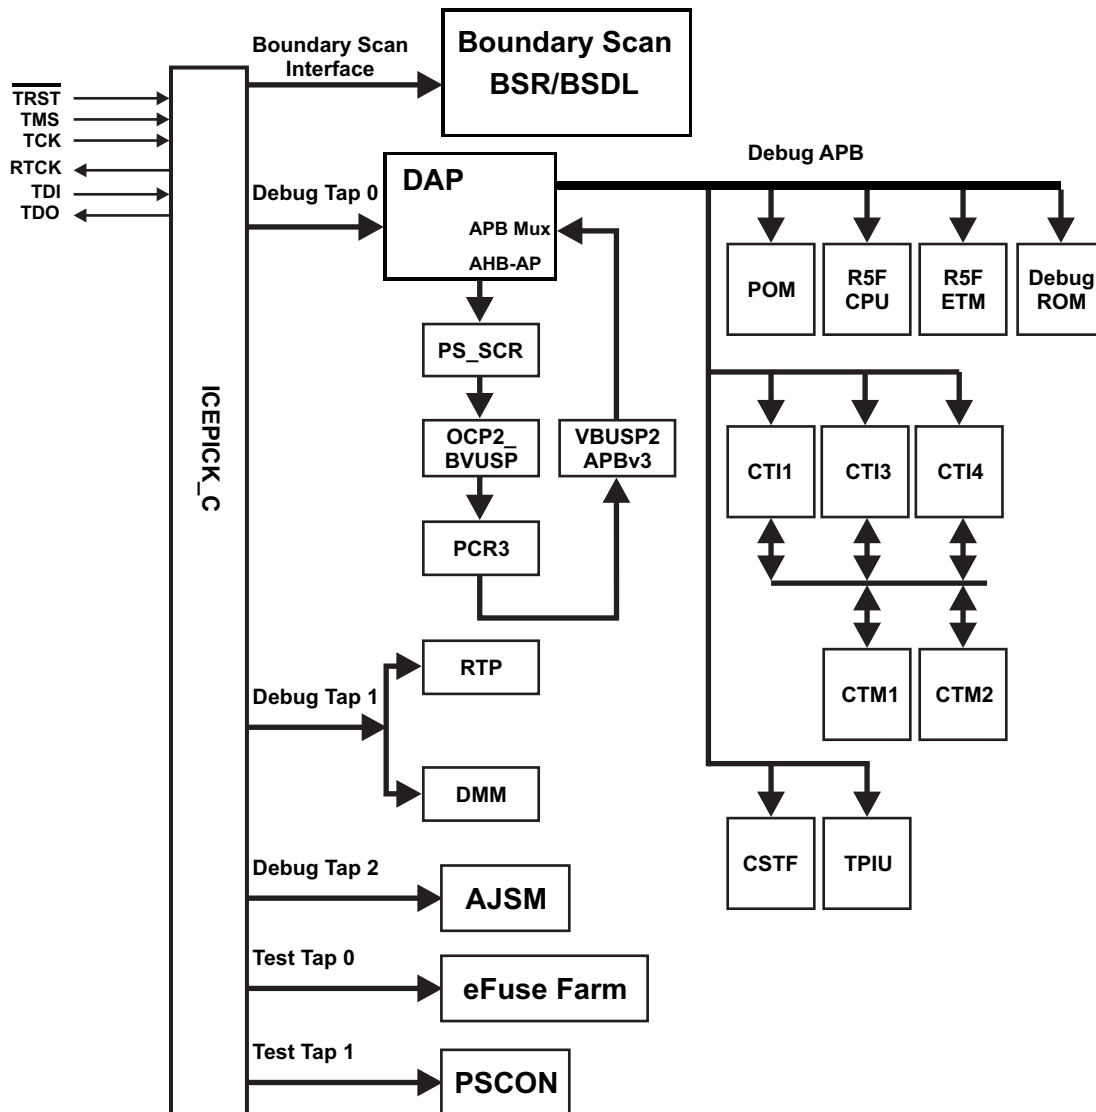 Boundary Scan
Interface
Boundary Scan
BSR/BSDL
TRST
TMS
TCK
RTCK
TDI
TDO
ICEPICK_C
Debug Tap 0
DAP
APB Mux
AHB-AP
Debug APB
POM
R5F
CPU
R5F
ETM
Debug
ROM
PS_SCR
OCP2_
BVUSP
VBUSP2
APBv3
PCR3
CTI1
CTI3
CTI4
CTM1
CTM2
Debug Tap 1
RTP
DMM
CSTF
TPIU
Debug Tap 2
AJSM
Test Tap 0
eFuse Farm
Test Tap 1
PSCON